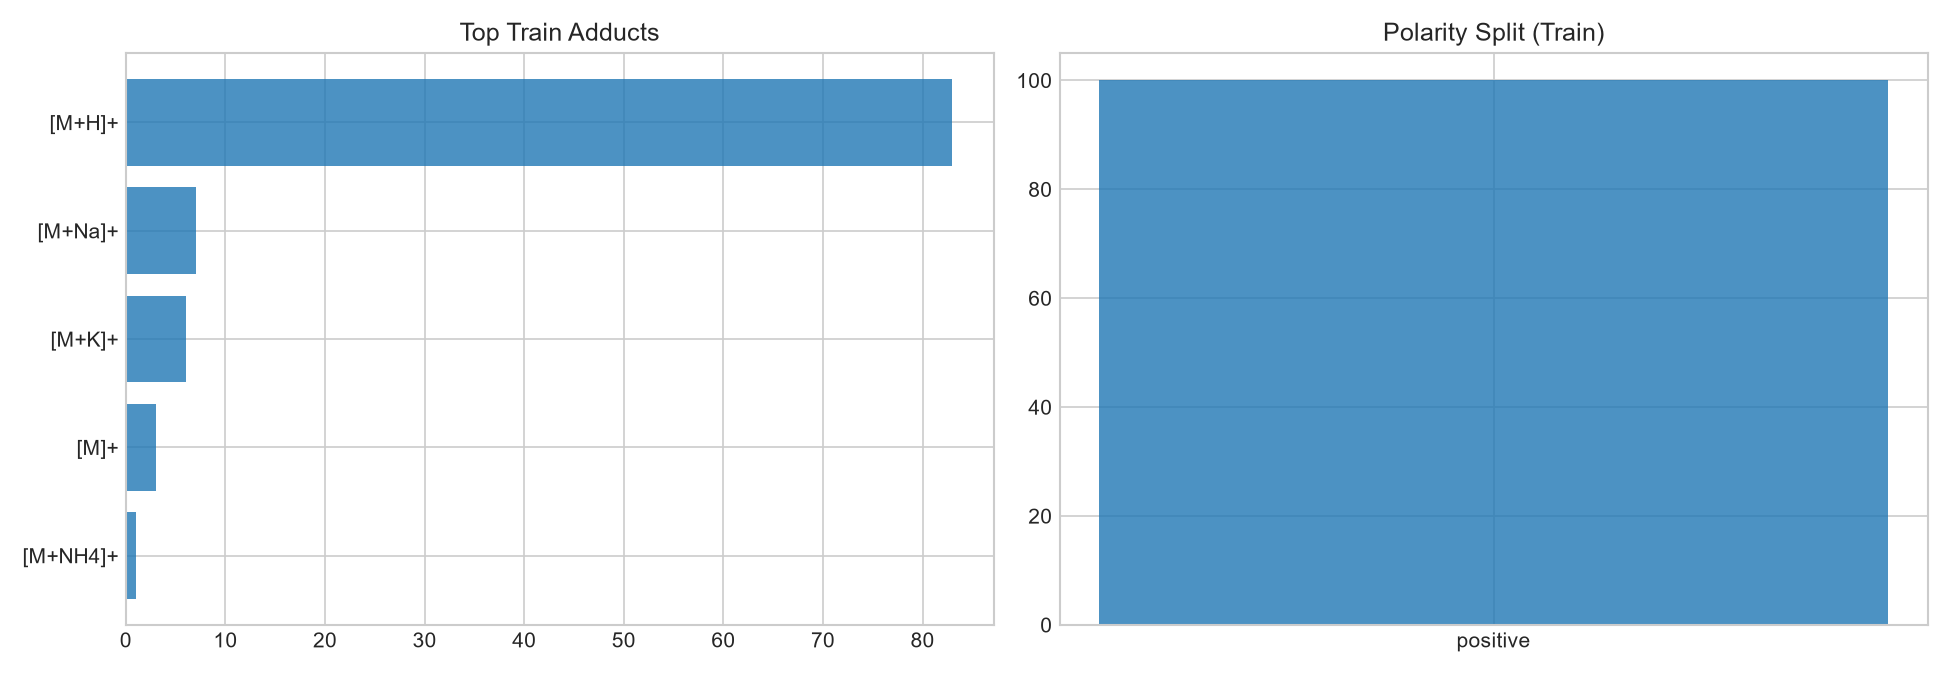 Top Train Adducts
[M+H]+
[M+Na]+
[M+K]+
[M]+
[M+NH4]+
0 10 20 30 40 50 60 70 80
Polarity Split (Train)
100
80
60
40
20
0
positive